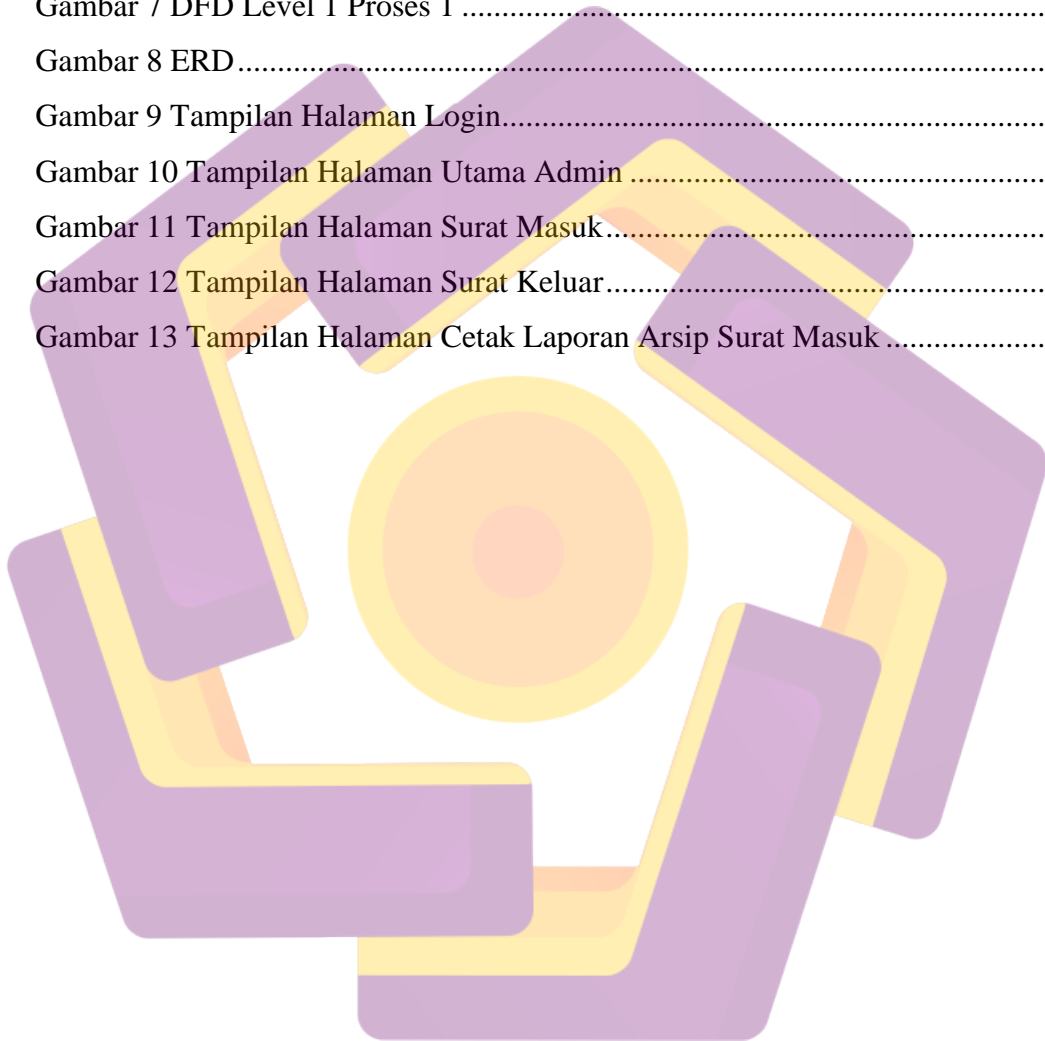 Gambar 7 DFD Level 1 Proses 1 ........................................................................
Gambar 8 ERD.....................................................................................................
Gambar 9 Tampilan Halaman Login....................................................................
Gambar 10 Tampilan Halaman Utama Admin ....................................................
Gambar 11 Tampilan Halaman Surat Masuk.......................................................
Gambar 12 Tampilan Halaman Surat Keluar.......................................................
Gambar 13 Tampilan Halaman Cetak Laporan Arsip Surat Masuk ....................